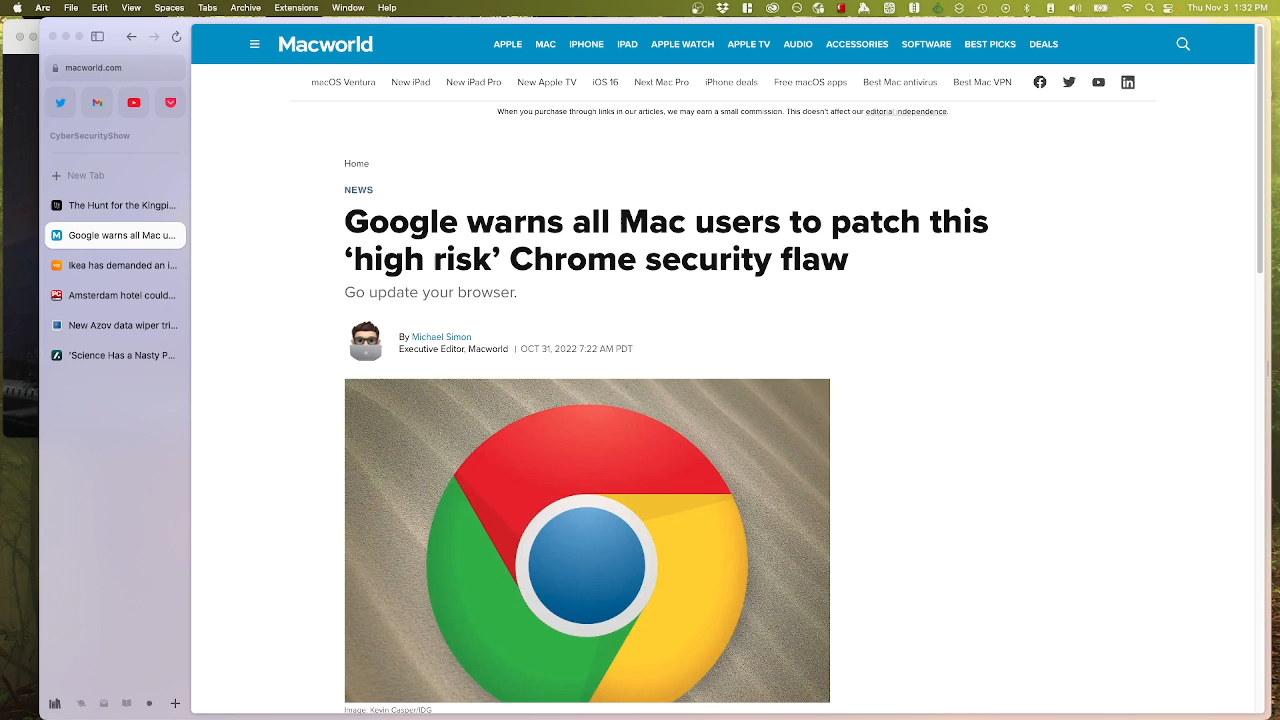 Archive Spaces Tabs Extensions Window Help
Thu Nov 3 1:32 PM
macworld.com
CyberSecurityShow
New Tab
The Hunt for the Kingpi...
Google warns all Mac u...
Ikea has demanded an i...
Amsterdam hotel could...
New Azov data wiper tri...
'Science Has a Nasty P...
Macworld
APPLE MAC IPHONE IPAD APPLE WATCH APPLE TV AUDIO ACCESSORIES SOFTWARE BEST PICKS DEALS
macOS Ventura New iPad New iPad Pro New Apple TV iOS 16 Next Mac Pro iPhone deals Free macOS apps Best Mac antivirus Best Mac VPN
When you purchase through links in our articles, we may earn a small commission. This doesn't affect our editorial independence.
Home
NEWS
Google warns all Mac users to patch this
‘high risk’ Chrome security flaw
Go update your browser.
By Michael Simon
Executive Editor, Macworld | OCT 31, 2022 7:22 AM PDT
Image: Kevin Casper/IDG